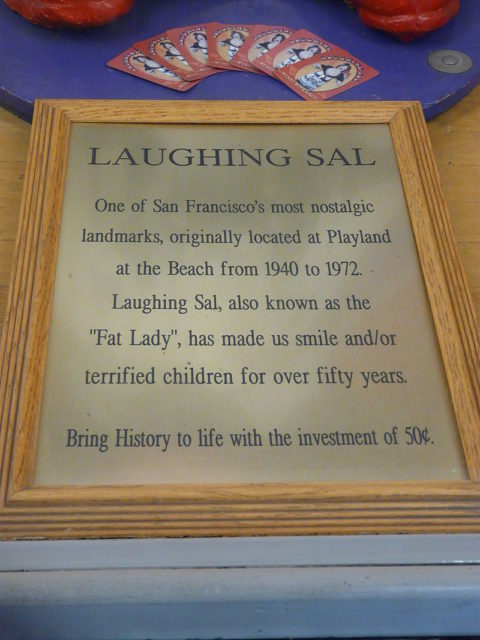 LAUGHING SAL
One of San Francisco's most nostalgic
landmarks, originally located at Playland
at the Beach from 1940 to 1972.
Laughing Sal, also known as the
"Fat Lady", has made us smile and/or
terrified children for over fifty years.
Bring History to life with the investment of 50¢.